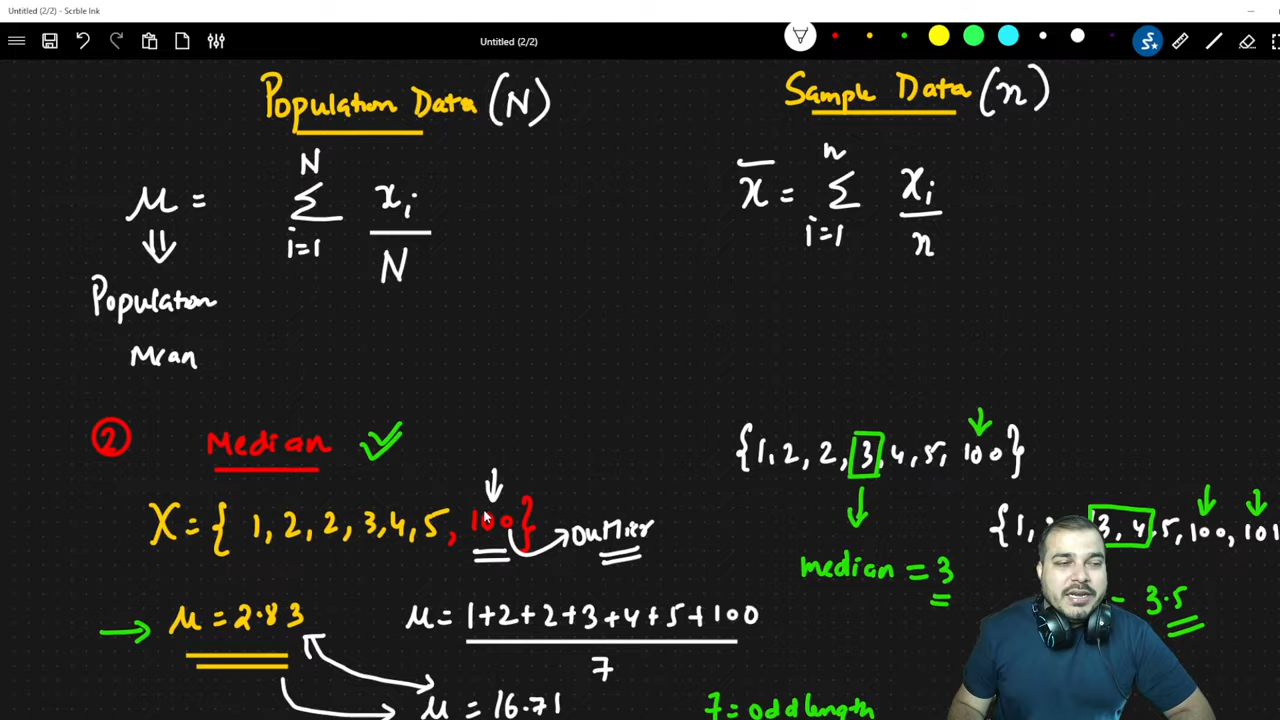 Untitled (2/2) - Scrble Ink
Untitled (2/2)
Population Data (N)
Sample Data (n)
μ = N Σ i=1 xi / N
x̄ = n Σ i=1 xi / n
Population
Mean
② Median
{1, 2, 2, 3, 4, 5, 100}
X = { 1, 2, 2, 3, 4, 5, 100}
outlier
{1, 3, 4, 5, 100, 101
median = 3
= 3.5
μ = 2.83
μ = 1+2+2+3+4+5+100 / 7
μ = 16.71
7 = odd length